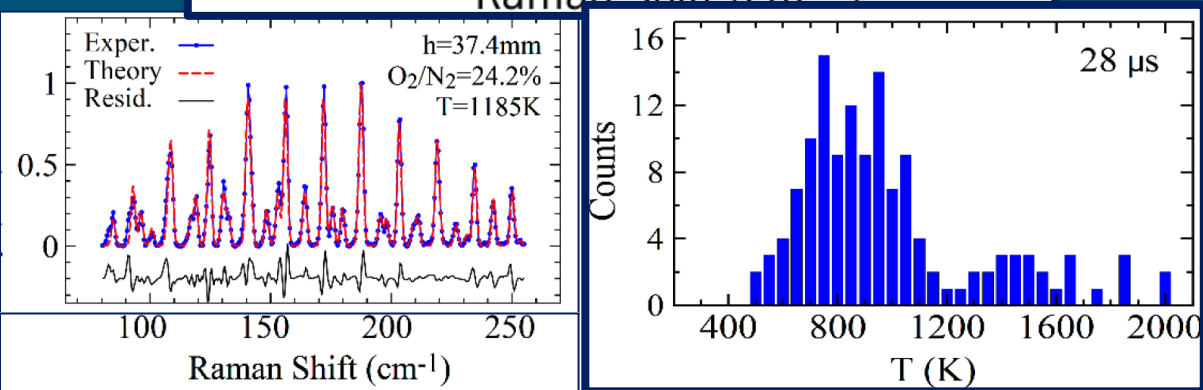 Exper.
Theory
Resid.
h=37.4mm
O₂/N₂=24.2%
T=1185K
1
0.5
0
100 150 200 250
Raman Shift (cm⁻¹)
28 µs
Counts
16
12
8
4
0
400 800 1200 1600 2000
T (K)